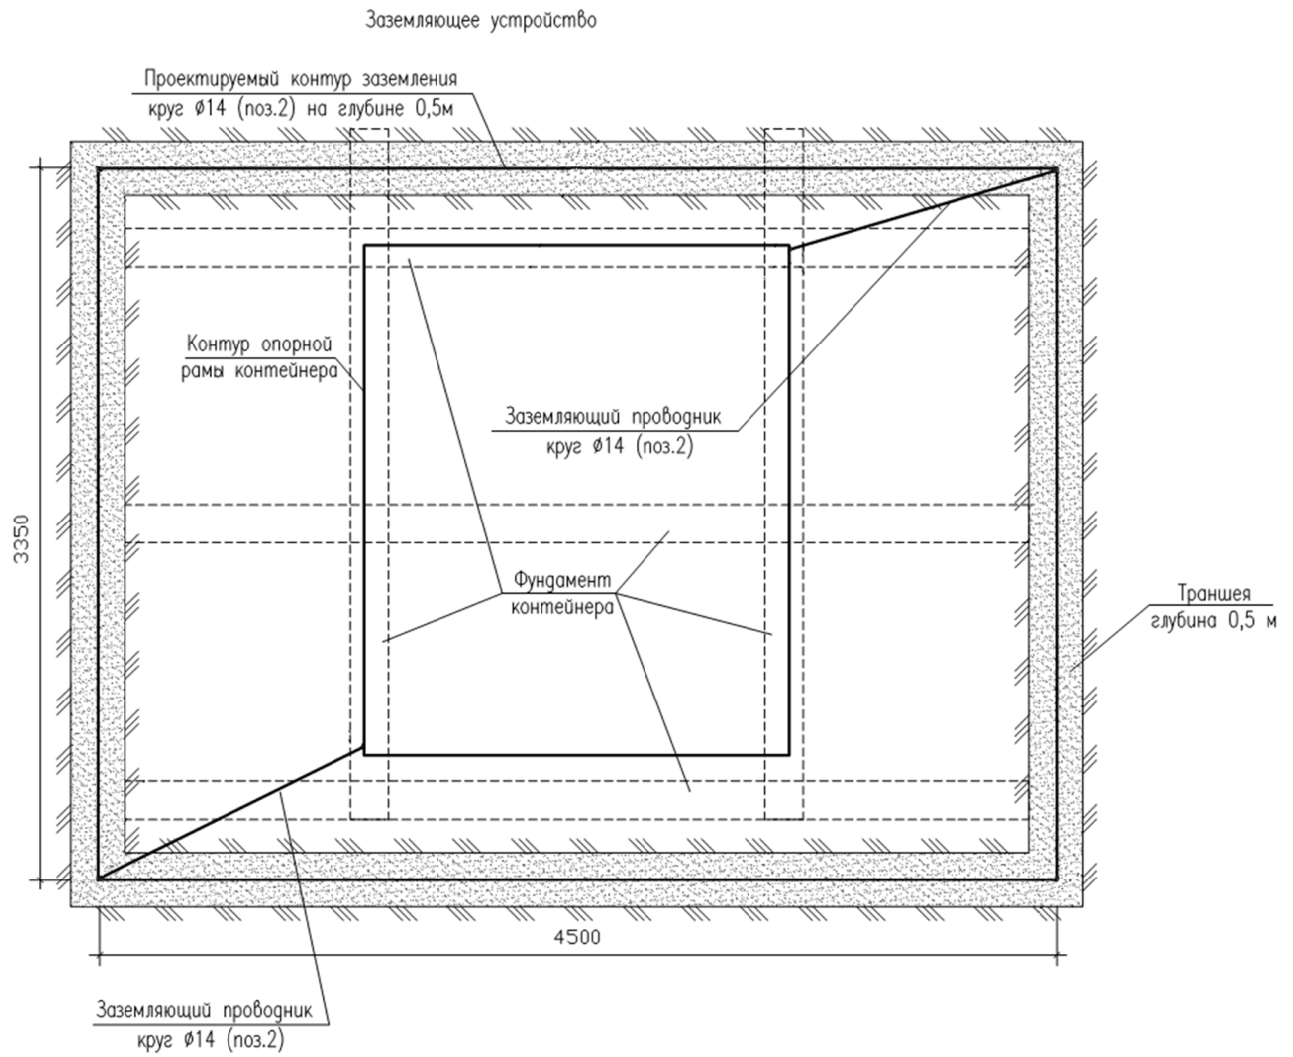 Заземляющее устройство
Проектируемый контур заземления
круг Ø14 (поз.2) на глубине 0,5м
Контур опорной
рамы контейнера
Заземляющий проводник
круг Ø14 (поз.2)
3350
Фундамент
контейнера
Траншея
глубина 0,5 м
4500
Заземляющий проводник
круг Ø14 (поз.2)